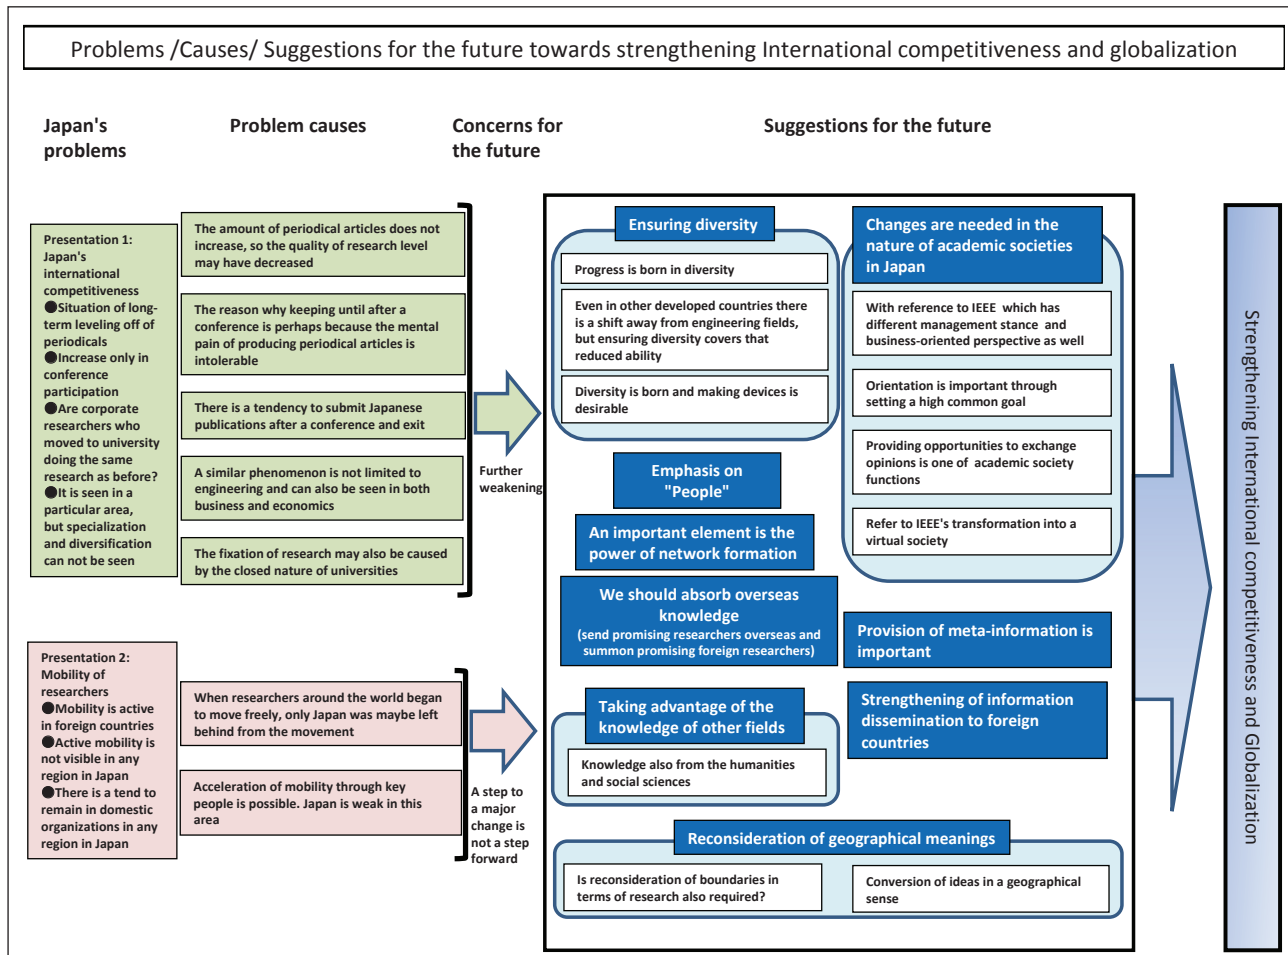 Problems /Causes/ Suggestions for the future towards strengthening International competitiveness and globalization
Japan's
problems
Problem causes
Concerns for
the future
Suggestions for the future
Presentation 1:
Japan's
international
competitiveness
●Situation of long-
term leveling off of
periodicals
●Increase only in
conference
participation
●Are corporate
researchers who
moved to university
doing the same
research as before?
●It is seen in a
particular area,
but specialization
and diversification
can not be seen
The amount of periodical articles does not
increase, so the quality of research level
may have decreased
The reason why keeping until after a
conference is perhaps because the mental
pain of producing periodical articles is
intolerable
There is a tendency to submit Japanese
publications after a conference and exit
A similar phenomenon is not limited to
engineering and can also be seen in both
business and economics
The fixation of research may also be caused
by the closed nature of universities
Further
weakening
Presentation 2:
Mobility of
researchers
●Mobility is active
in foreign countries
●Active mobility is
not visible in any
region in Japan
●There is a tend to
remain in domestic
organizations in any
region in Japan
When researchers around the world began
to move freely, only Japan was maybe left
behind from the movement
Acceleration of mobility through key
people is possible. Japan is weak in this
area
A step to
a major
change is
not a step
forward
Ensuring diversity
Progress is born in diversity
Even in other developed countries there
is a shift away from engineering fields,
but ensuring diversity covers that
reduced ability
Diversity is born and making devices is
desirable
Emphasis on
"People"
An important element is the
power of network formation
We should absorb overseas
knowledge
(send promising researchers overseas and
summon promising foreign researchers)
Taking advantage of the
knowledge of other fields
Knowledge also from the humanities
and social sciences
Changes are needed in the
nature of academic societies
in Japan
With reference to IEEE which has
different management stance and
business-oriented perspective as well
Orientation is important through
setting a high common goal
Providing opportunities to exchange
opinions is one of academic society
functions
Refer to IEEE's transformation into a
virtual society
Provision of meta-information is
important
Strengthening of information
dissemination to foreign
countries
Reconsideration of geographical meanings
Is reconsideration of boundaries in
terms of research also required?
Conversion of ideas in a geographical
sense
Strengthening International competitiveness and Globalization